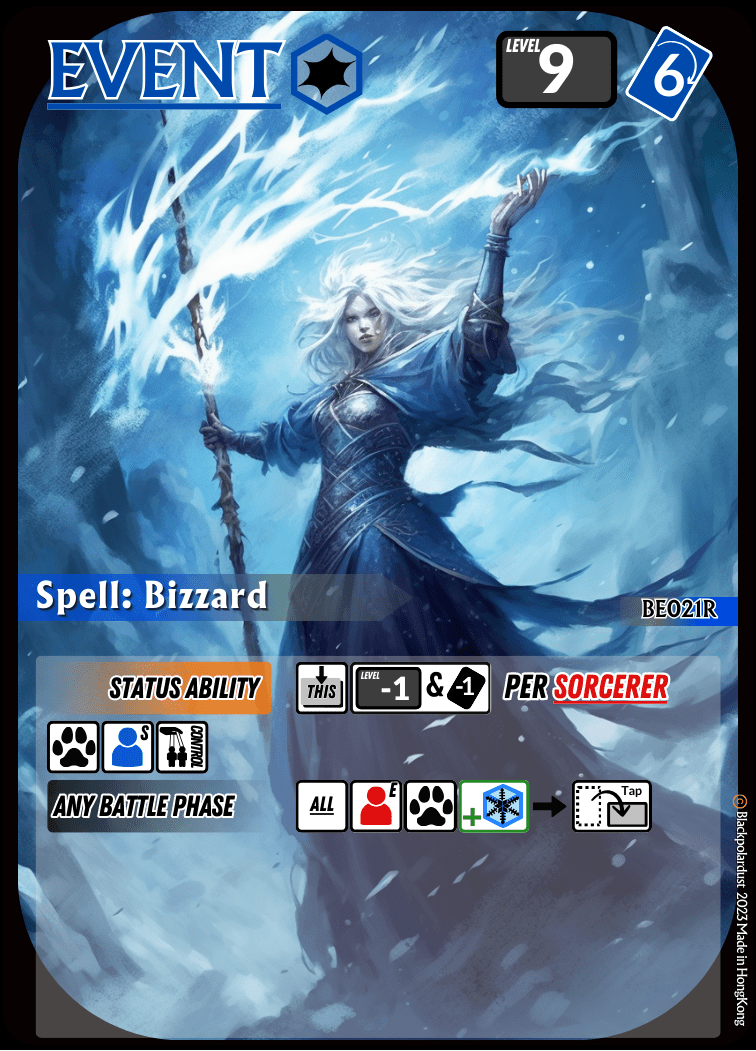 EVENT
LEVEL 9
6
Spell: Bizzard
BE021R
STATUS ABILITY
THIS
LEVEL -1 & -1
PER SORCERER
S
CONTROL
ANY BATTLE PHASE
ALL
E
+
Tap
© Blackpolardust 2023 Made in HongKong